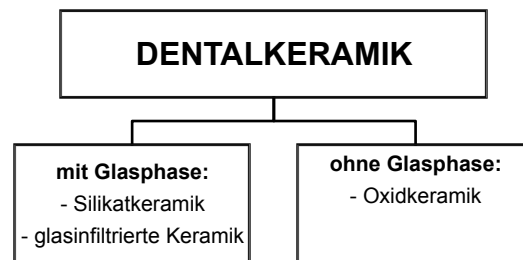 DENTALKERAMIK
mit Glasphase:
- Silikatkeramik
- glasinfiltrierte Keramik
ohne Glasphase:
- Oxidkeramik